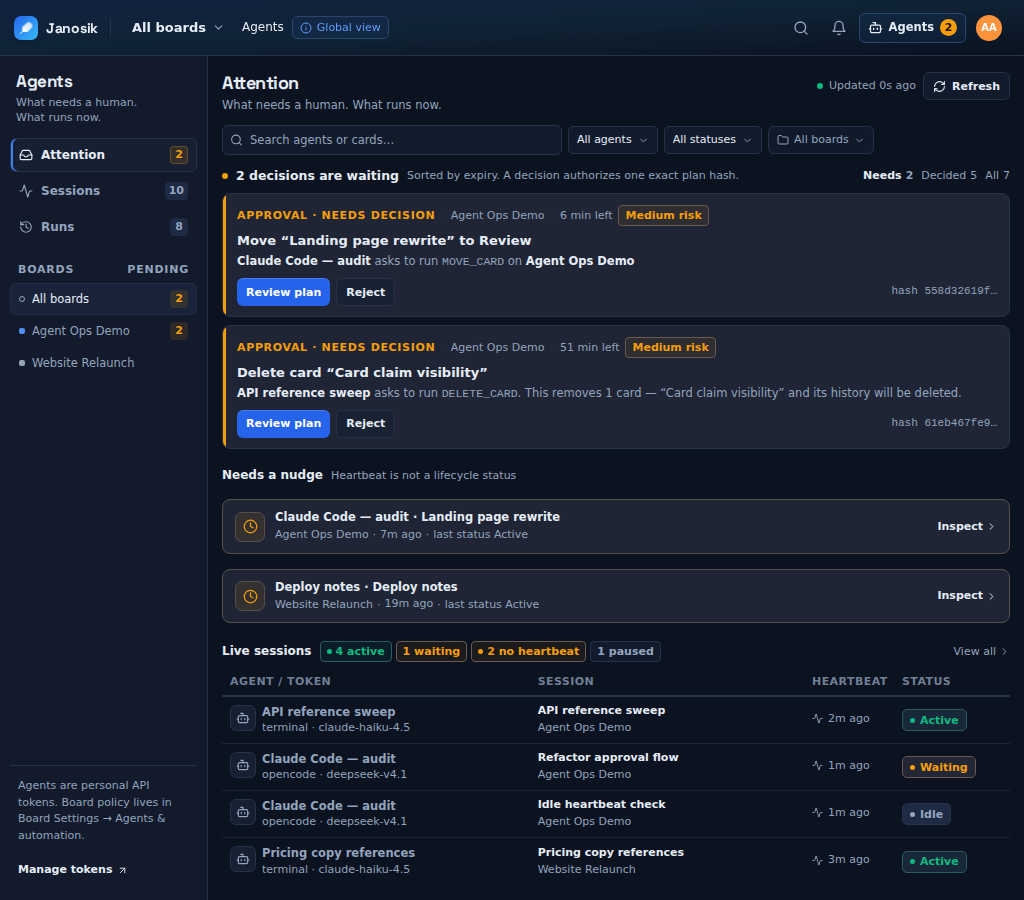 Janosik
All boards
Agents
Global view
Agents 2
AA
Agents
What needs a human.
What runs now.
Attention 2
Sessions 10
Runs 8
BOARDS PENDING
All boards 2
Agent Ops Demo 2
Website Relaunch
Agents are personal API
tokens. Board policy lives in
Board Settings → Agents &
automation.
Manage tokens
Attention
What needs a human. What runs now.
Updated 0s ago
Refresh
Search agents or cards…
All agents
All statuses
All boards
2 decisions are waiting Sorted by expiry. A decision authorizes one exact plan hash.
Needs 2 Decided 5 All 7
APPROVAL · NEEDS DECISION Agent Ops Demo 6 min left Medium risk
Move “Landing page rewrite” to Review
Claude Code — audit asks to run MOVE_CARD on Agent Ops Demo
Review plan Reject hash 558d32619f…
APPROVAL · NEEDS DECISION Agent Ops Demo 51 min left Medium risk
Delete card “Card claim visibility”
API reference sweep asks to run DELETE_CARD. This removes 1 card — “Card claim visibility” and its history will be deleted.
Review plan Reject hash 61eb467fe9…
Needs a nudge Heartbeat is not a lifecycle status
Claude Code — audit · Landing page rewrite
Agent Ops Demo · 7m ago · last status Active
Inspect
Deploy notes · Deploy notes
Website Relaunch · 19m ago · last status Active
Inspect
Live sessions 4 active 1 waiting 2 no heartbeat 1 paused View all
AGENT / TOKEN SESSION HEARTBEAT STATUS
API reference sweep
terminal · claude-haiku-4.5
API reference sweep
Agent Ops Demo
2m ago
Active
Claude Code — audit
opencode · deepseek-v4.1
Refactor approval flow
Agent Ops Demo
1m ago
Waiting
Claude Code — audit
opencode · deepseek-v4.1
Idle heartbeat check
Agent Ops Demo
1m ago
Idle
Pricing copy references
terminal · claude-haiku-4.5
Pricing copy references
Website Relaunch
3m ago
Active